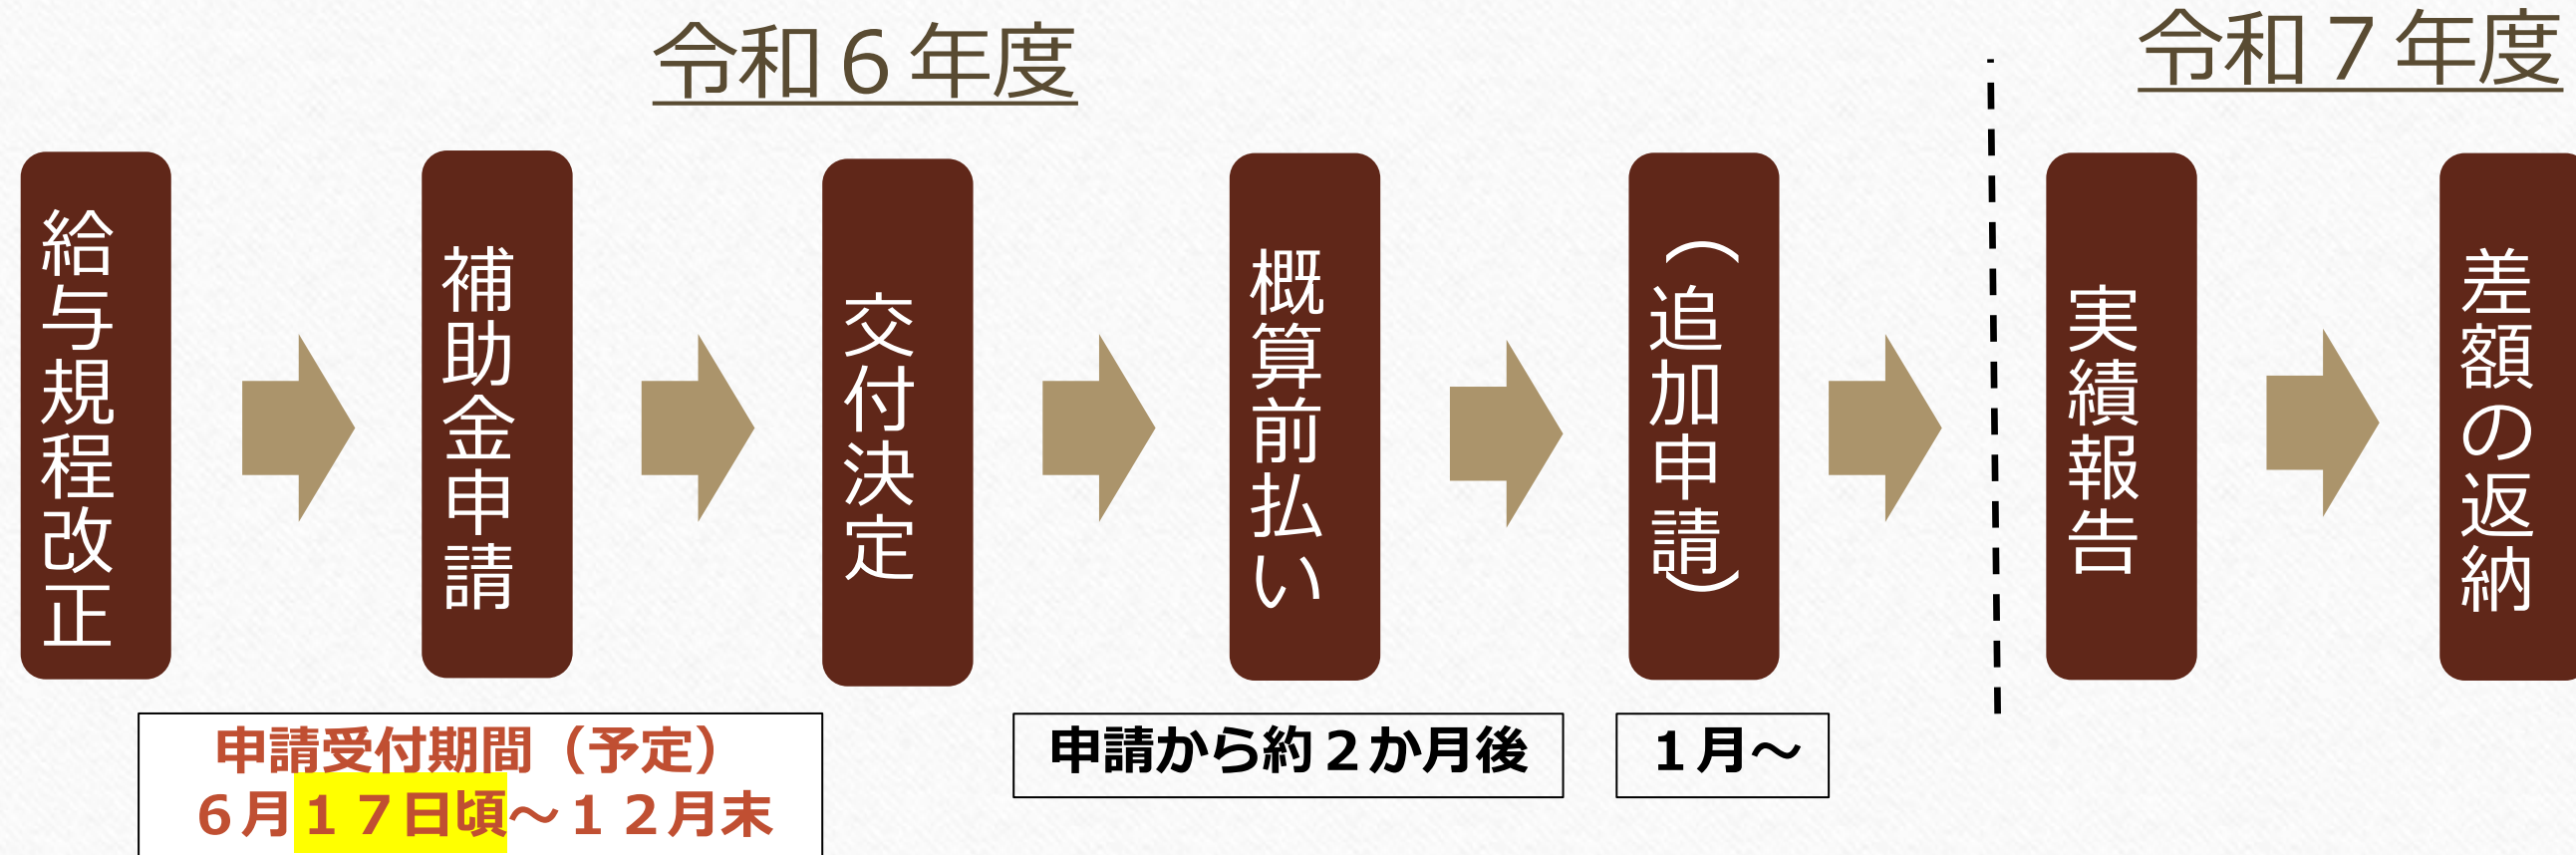 令和６年度
令和７年度
給与規程改正
補助金申請
交付決定
概算前払い
（追加申請）
実績報告
差額の返納
申請受付期間（予定）
６月１７日頃～１２月末
申請から約２か月後
１月～